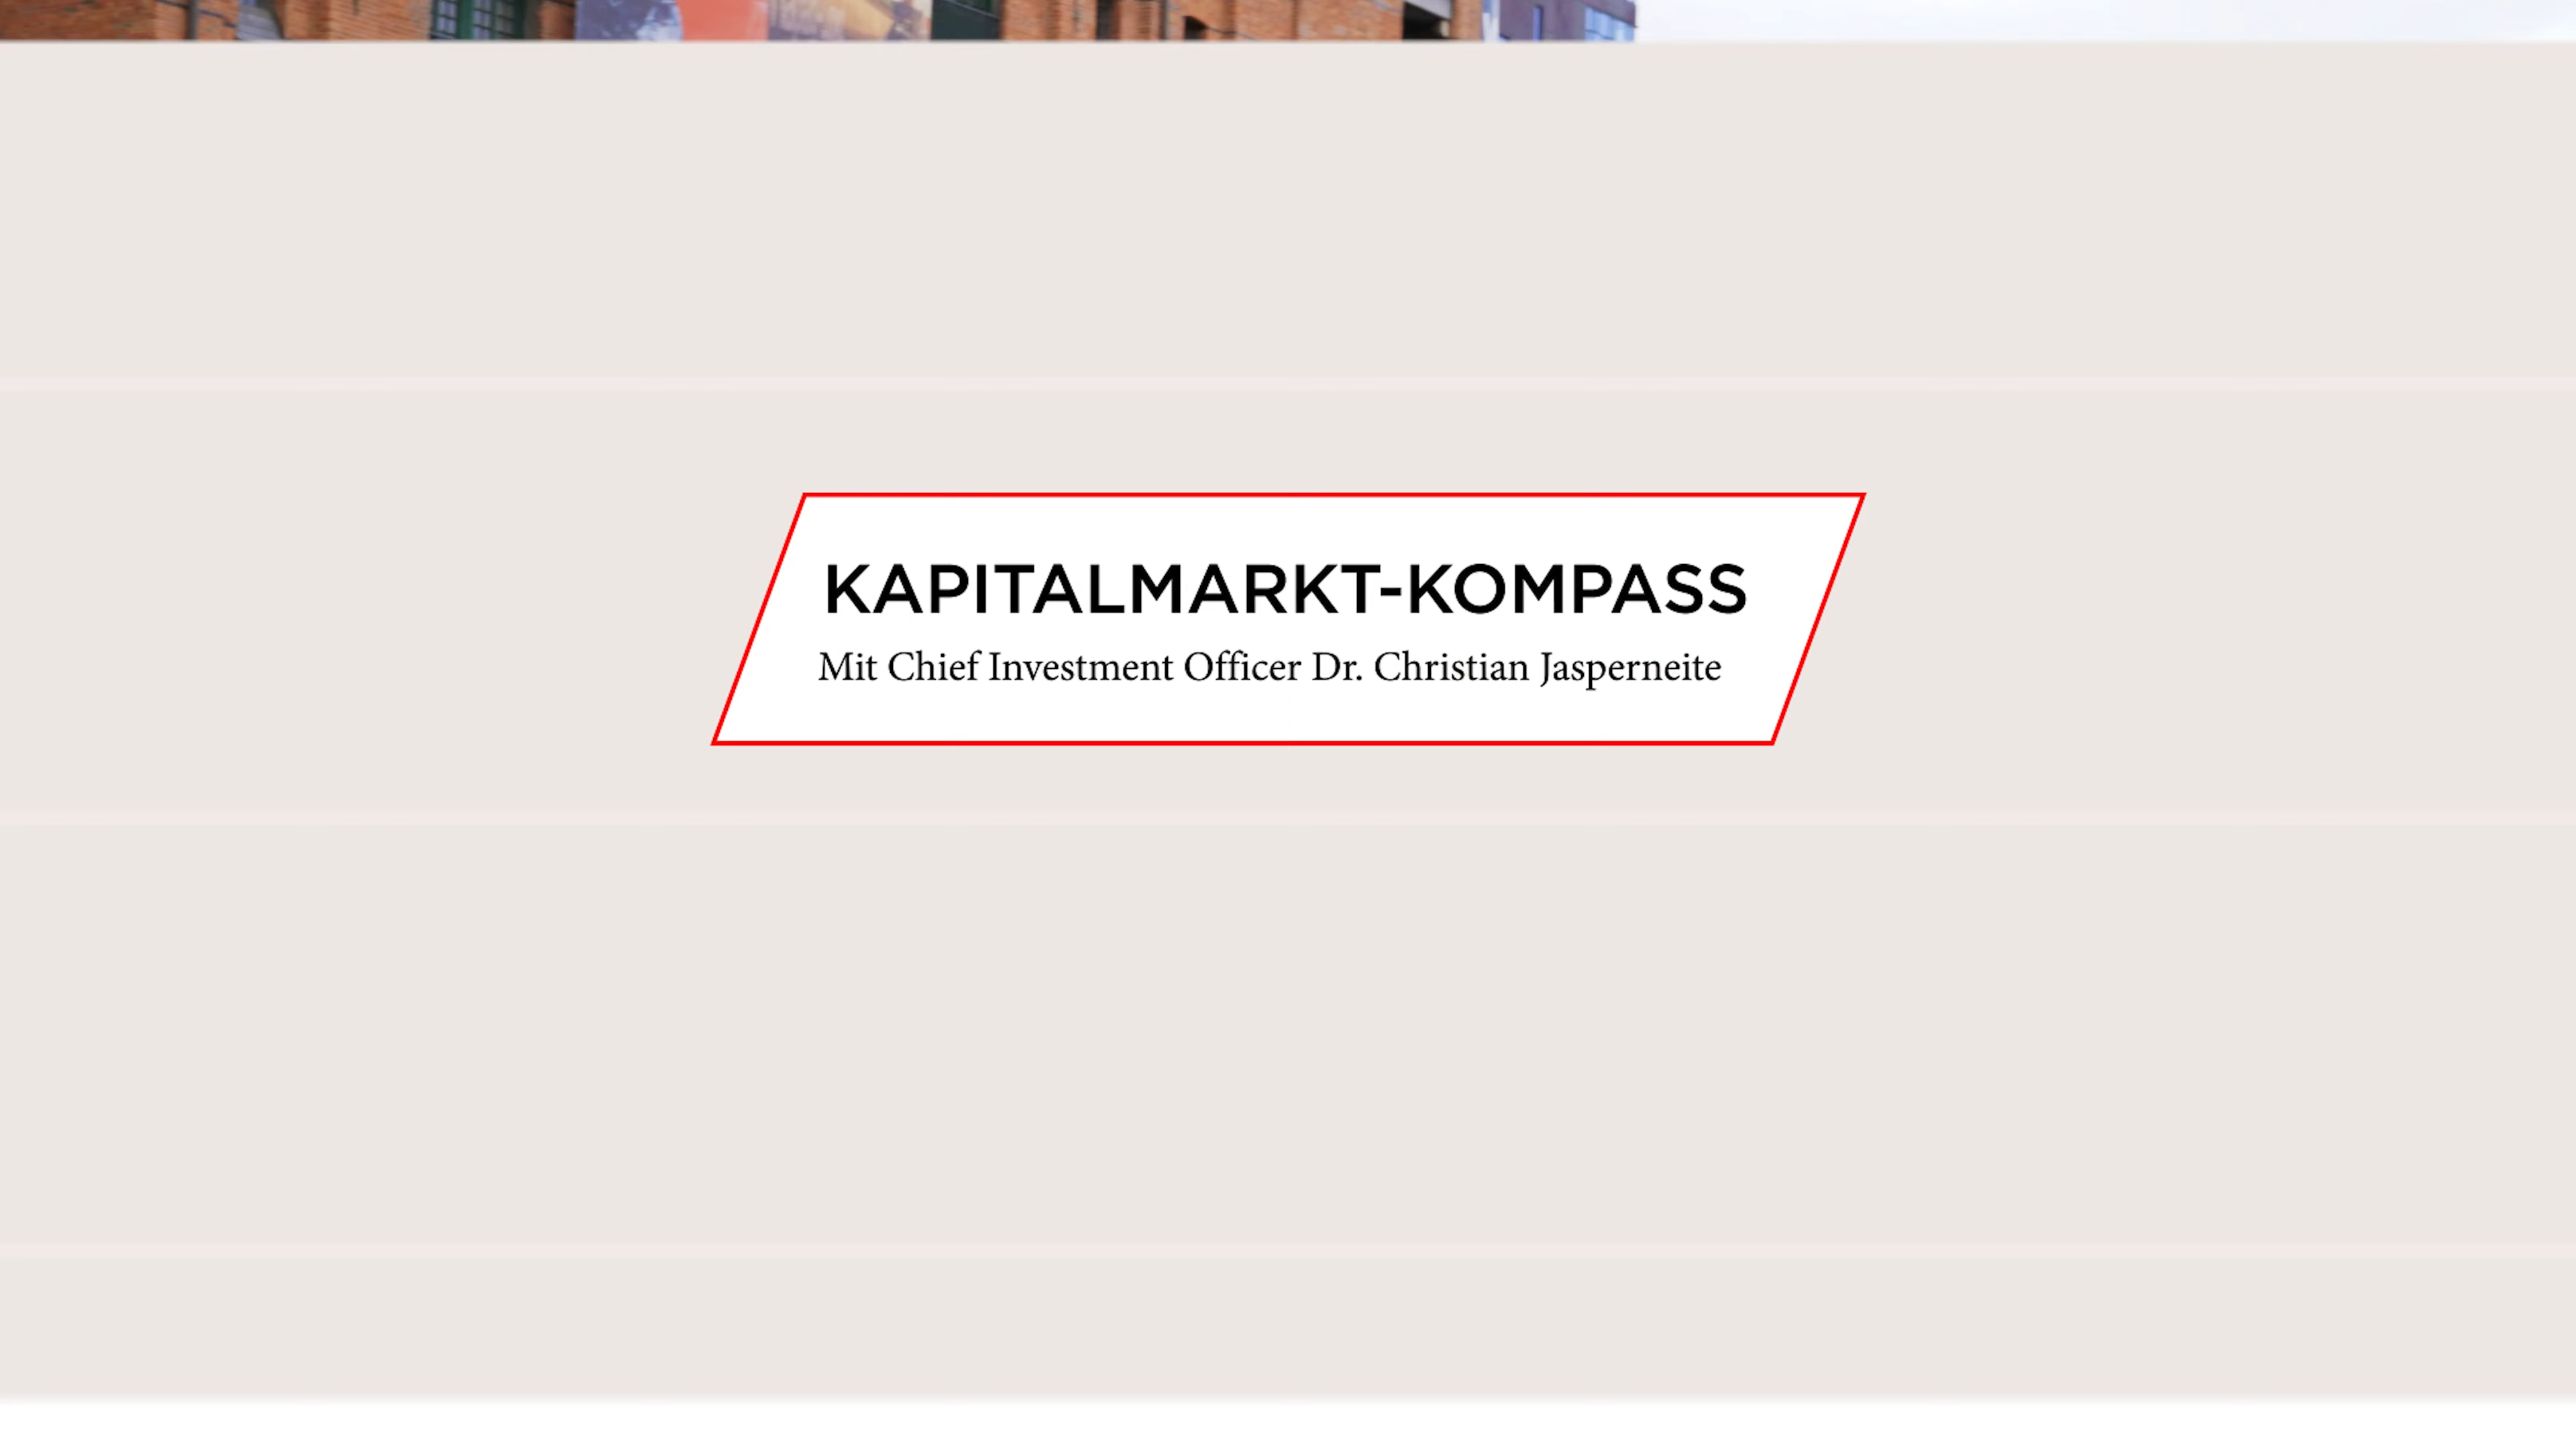 KAPITALMARKT-KOMPASS
Mit Chief Investment Officer Dr. Christian Jasperneite